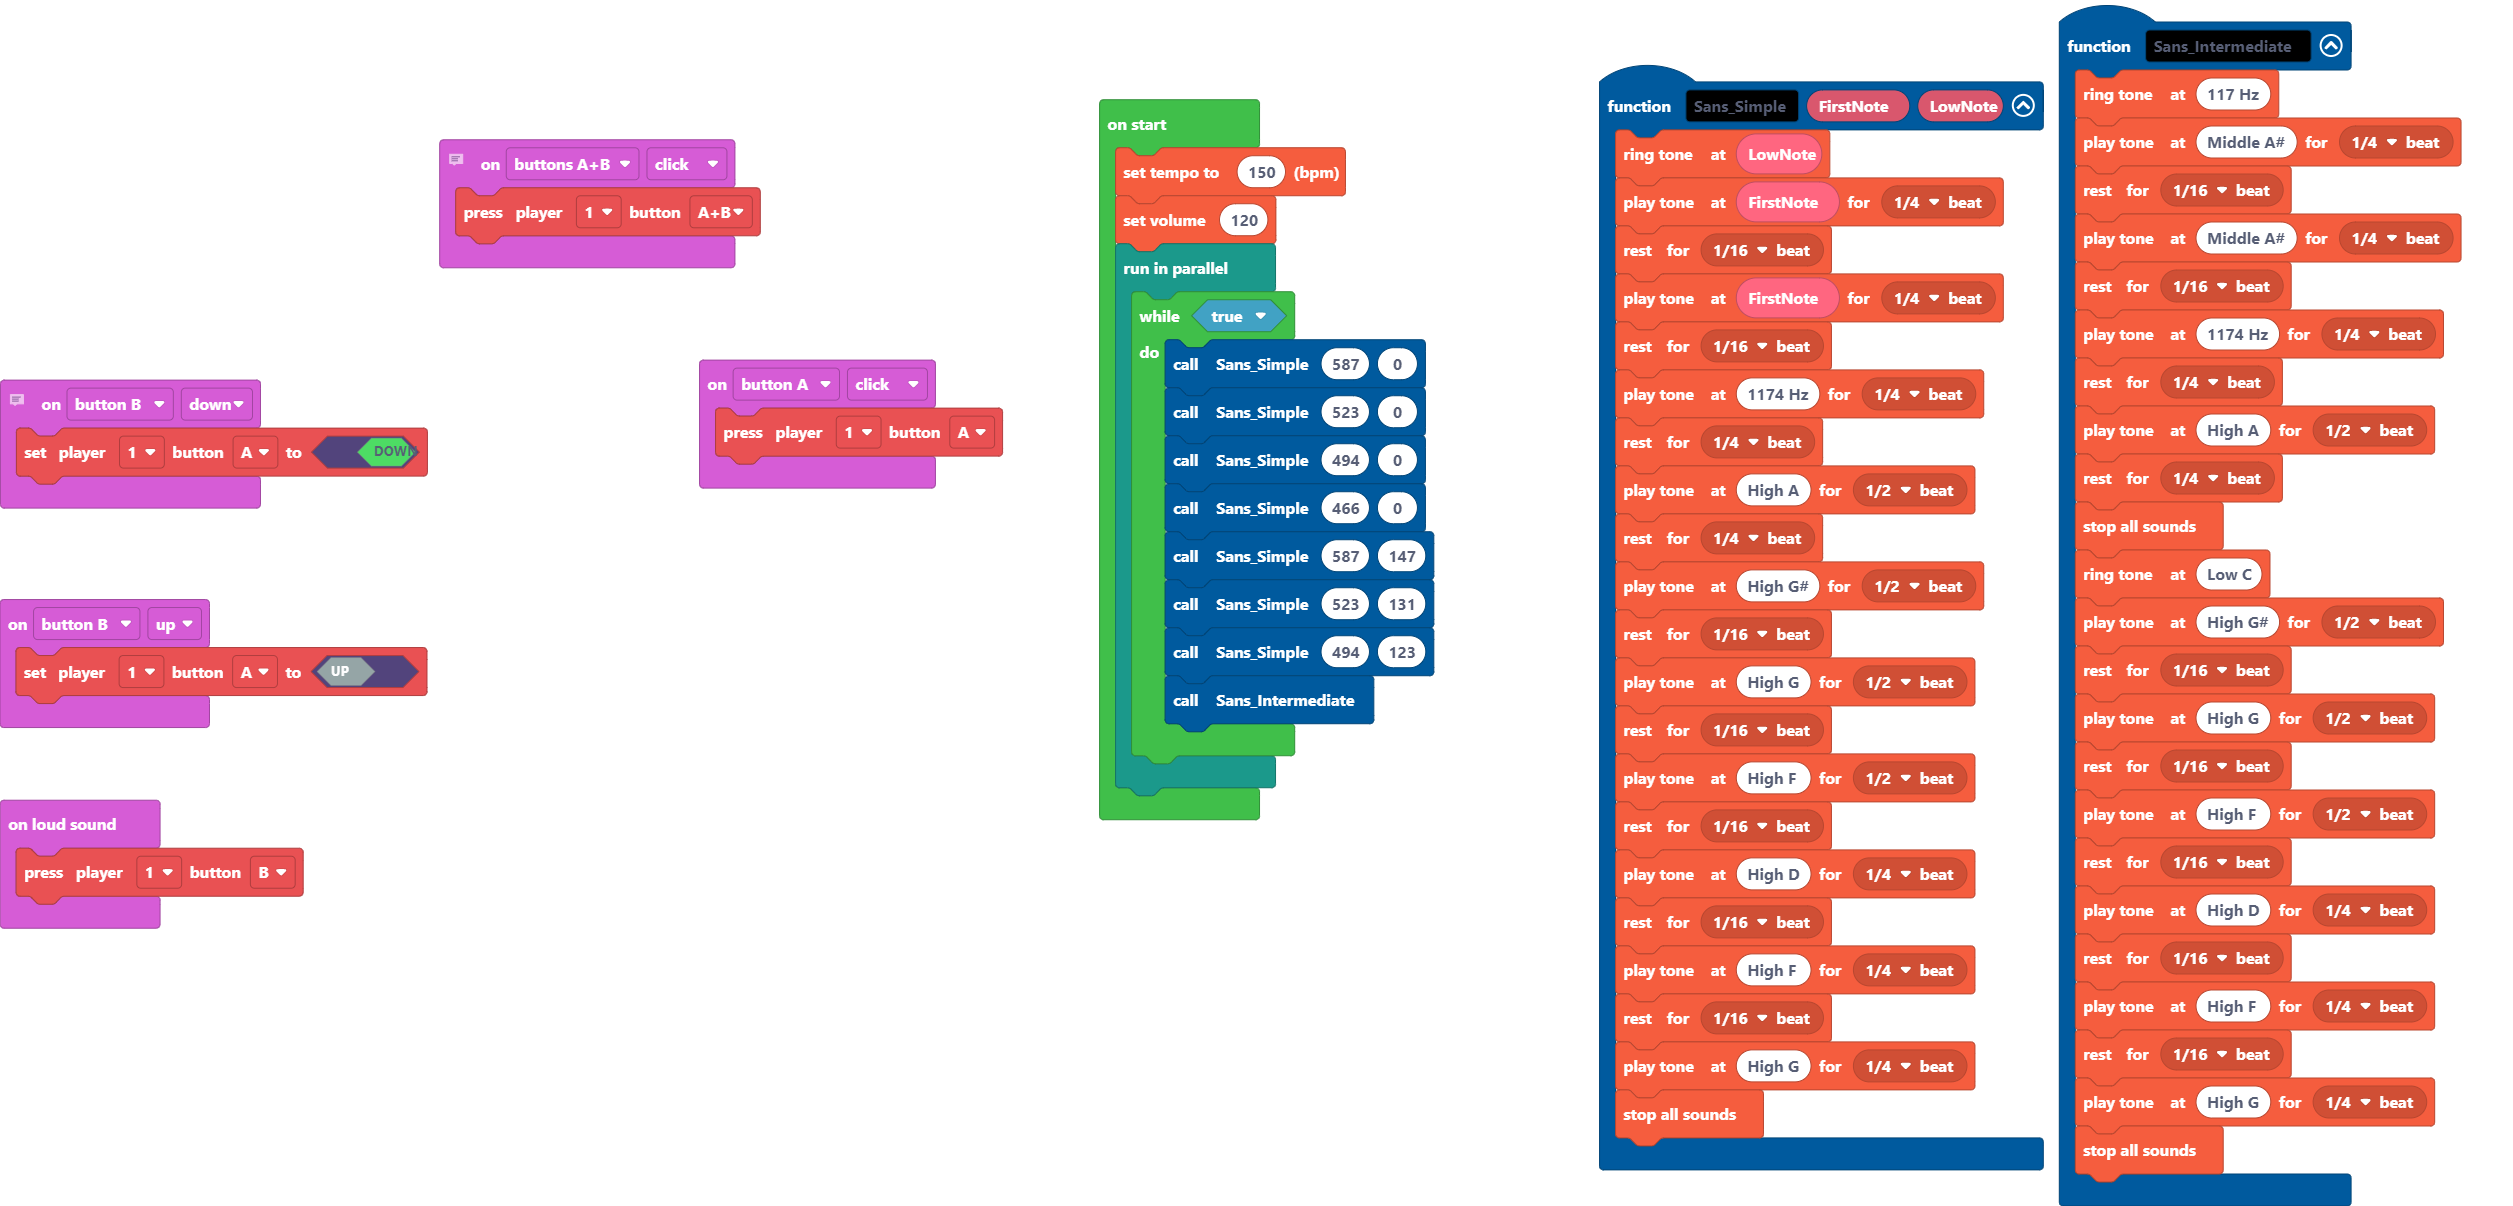 on buttons A+B click
press player 1 button A+B
on button B down
set player 1 button A to DOWN
on button B up
set player 1 button A to UP
on loud sound
press player 1 button B
on button A click
press player 1 button A
on start
set tempo to 150 (bpm)
set volume 120
run in parallel
while true
do
call Sans_Simple 587 0
call Sans_Simple 523 0
call Sans_Simple 494 0
call Sans_Simple 466 0
call Sans_Simple 587 147
call Sans_Simple 523 131
call Sans_Simple 494 123
call Sans_Intermediate
function Sans_Simple FirstNote LowNote
ring tone at LowNote
play tone at FirstNote for 1/4 beat
rest for 1/16 beat
play tone at FirstNote for 1/4 beat
rest for 1/16 beat
play tone at 1174 Hz for 1/4 beat
rest for 1/4 beat
play tone at High A for 1/2 beat
rest for 1/4 beat
play tone at High G# for 1/2 beat
rest for 1/16 beat
play tone at High G for 1/2 beat
rest for 1/16 beat
play tone at High F for 1/2 beat
rest for 1/16 beat
play tone at High D for 1/4 beat
rest for 1/16 beat
play tone at High F for 1/4 beat
rest for 1/16 beat
play tone at High G for 1/4 beat
stop all sounds
function Sans_Intermediate
ring tone at 117 Hz
play tone at Middle A# for 1/4 beat
rest for 1/16 beat
play tone at Middle A# for 1/4 beat
rest for 1/16 beat
play tone at 1174 Hz for 1/4 beat
rest for 1/4 beat
play tone at High A for 1/2 beat
rest for 1/4 beat
stop all sounds
ring tone at Low C
play tone at High G# for 1/2 beat
rest for 1/16 beat
play tone at High G for 1/2 beat
rest for 1/16 beat
play tone at High F for 1/2 beat
rest for 1/16 beat
play tone at High D for 1/4 beat
rest for 1/16 beat
play tone at High F for 1/4 beat
rest for 1/16 beat
play tone at High G for 1/4 beat
stop all sounds